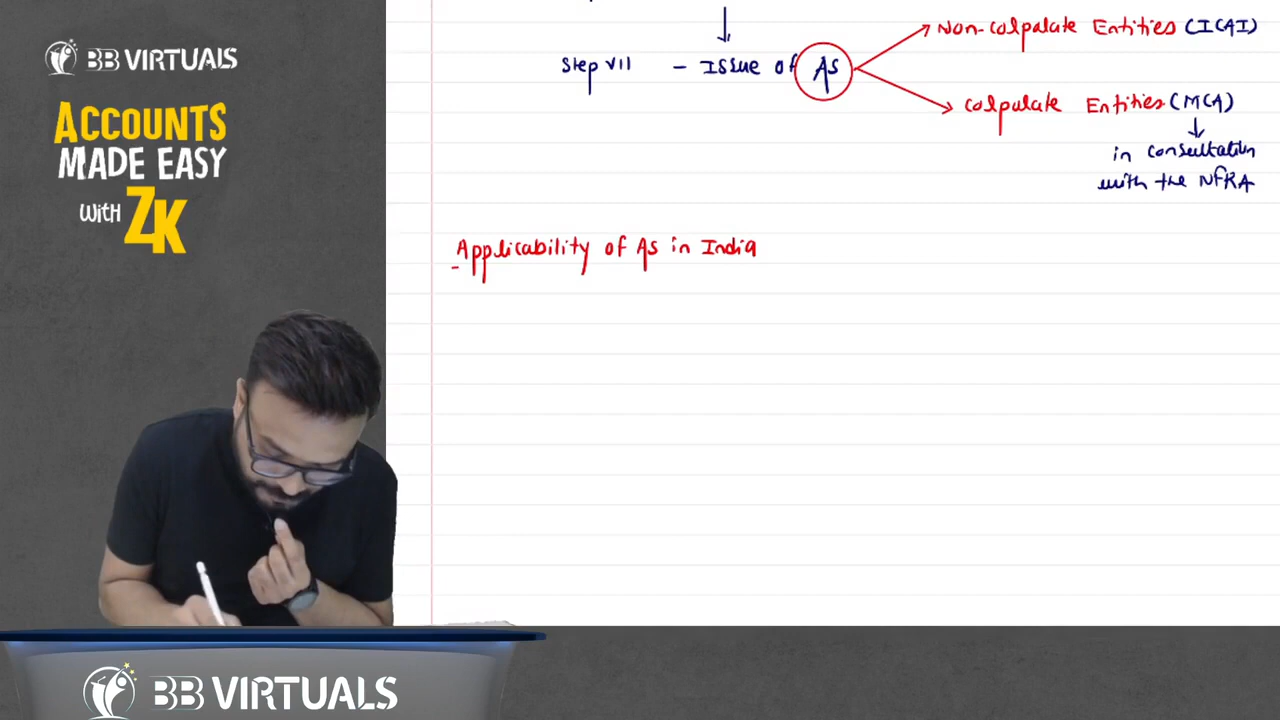 BB VIRTUALS
ACCOUNTS
MADE EASY
WITH ZK
Non-corporate Entities (ICAI)
Step VII - Issue of As
corporate Entities (MCA)
in consultation
with the NFRA
Applicability of As in India
BB VIRTUALS